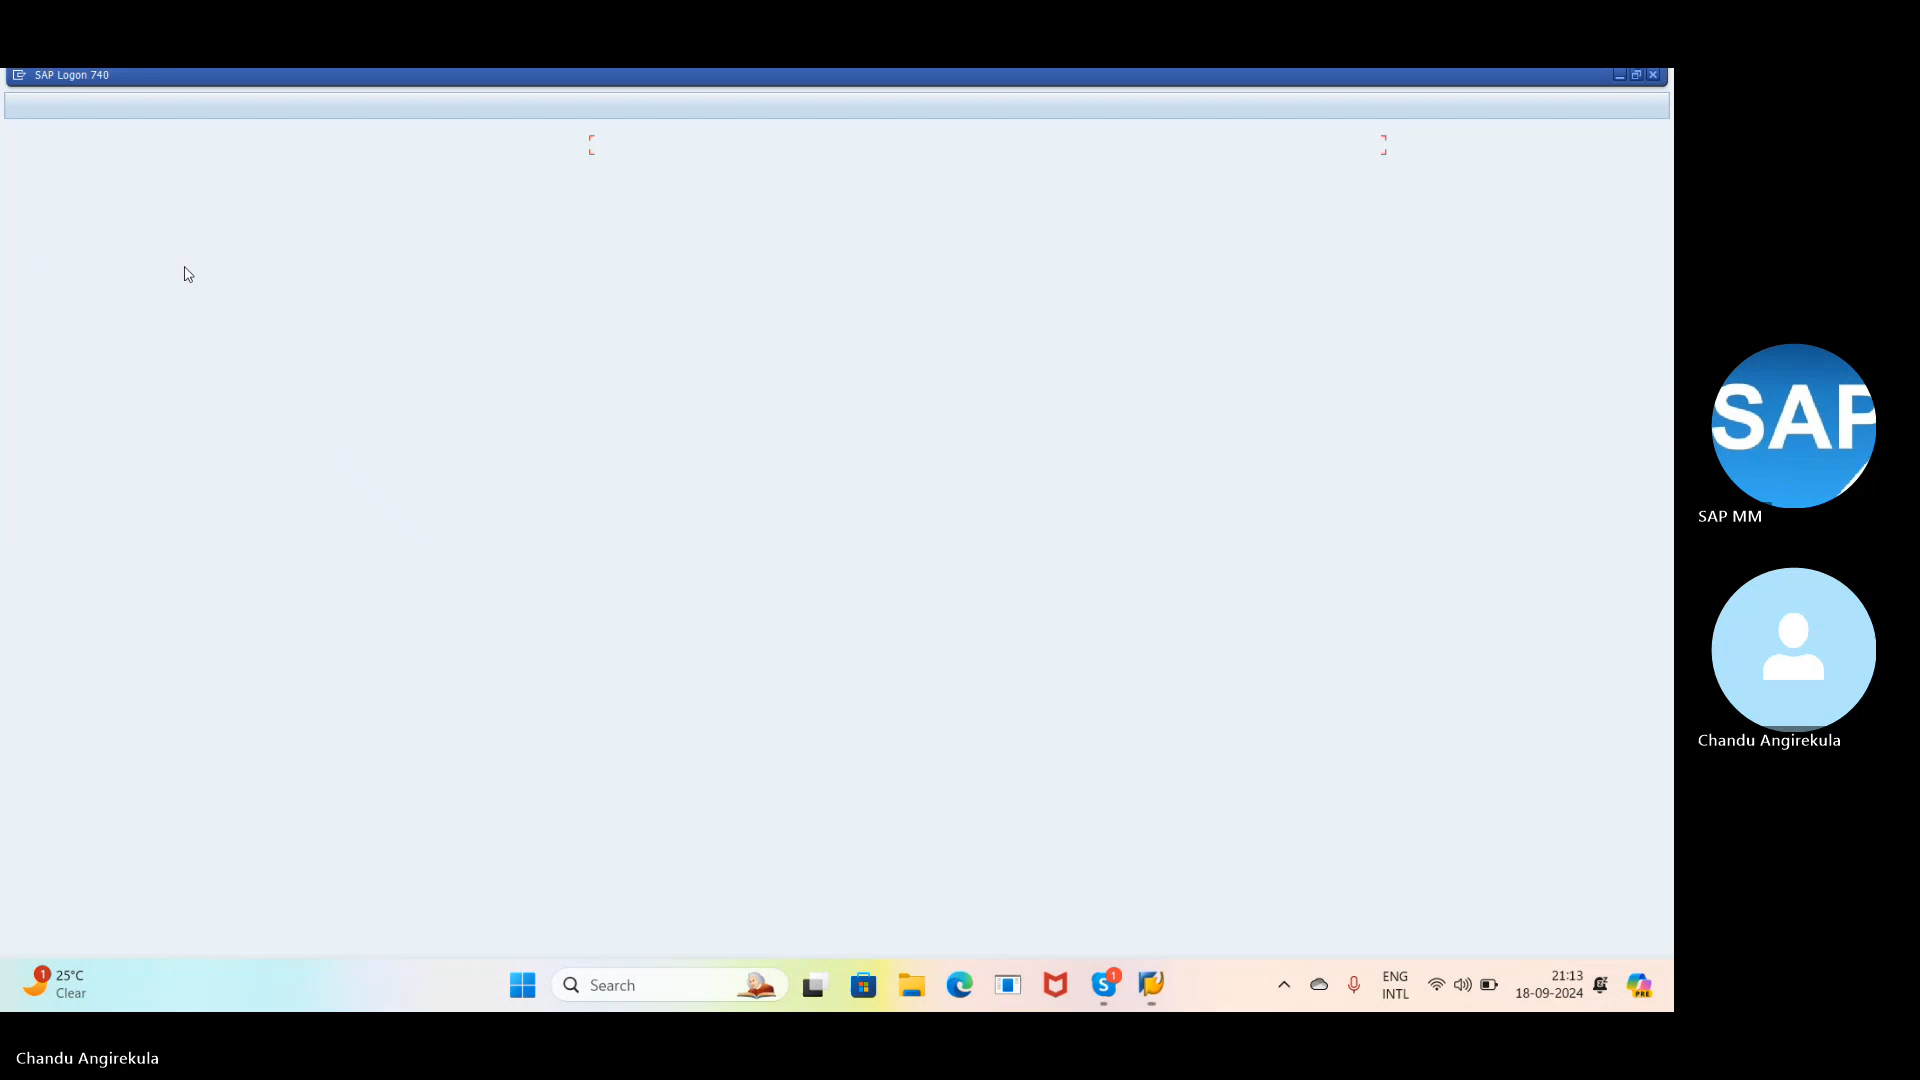 SAP Logon 740
SAP
SAP MM
Chandu Angirekula
1
25°C
Clear
Search
S
1
ENG
INTL
21:13
18-09-2024
PRE
Chandu Angirekula